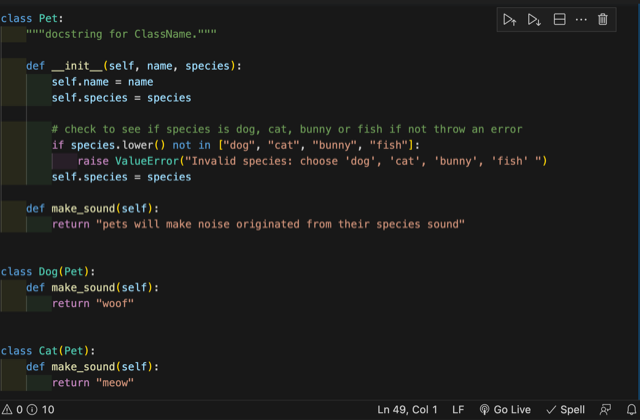 class Pet:
    """docstring for ClassName."""
    def __init__(self, name, species):
        self.name = name
        self.species = species
        # check to see if species is dog, cat, bunny or fish if not throw an error
        if species.lower() not in ["dog", "cat", "bunny", "fish"]:
            raise ValueError("Invalid species: choose 'dog', 'cat', 'bunny', 'fish' ")
        self.species = species
    def make_sound(self):
        return "pets will make noise originated from their species sound"
class Dog(Pet):
    def make_sound(self):
        return "woof"
class Cat(Pet):
    def make_sound(self):
        return "meow"
0 10 Ln 49, Col 1 LF Go Live Spell